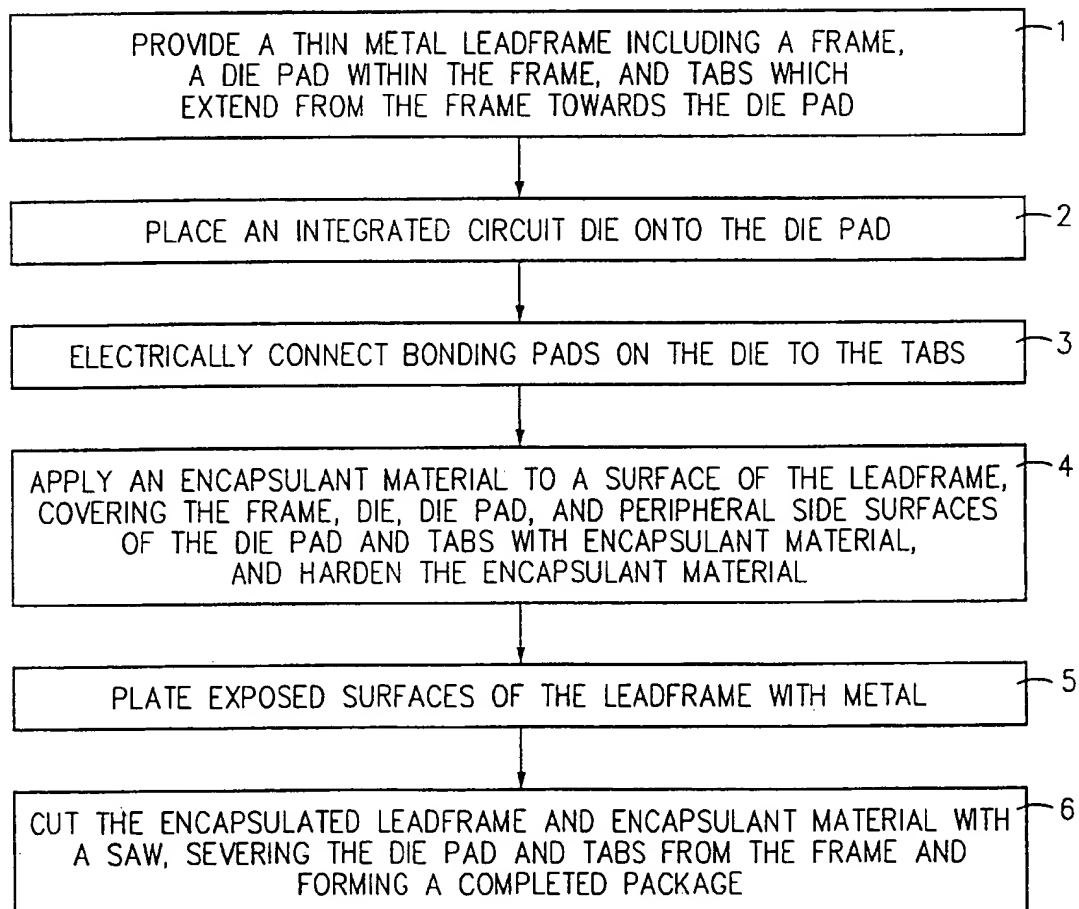 PROVIDE A THIN METAL LEADFRAME INCLUDING A FRAME,
A DIE PAD WITHIN THE FRAME, AND TABS WHICH
EXTEND FROM THE FRAME TOWARDS THE DIE PAD
1
PLACE AN INTEGRATED CIRCUIT DIE ONTO THE DIE PAD
2
ELECTRICALLY CONNECT BONDING PADS ON THE DIE TO THE TABS
3
APPLY AN ENCAPSULANT MATERIAL TO A SURFACE OF THE LEADFRAME,
COVERING THE FRAME, DIE, DIE PAD, AND PERIPHERAL SIDE SURFACES
OF THE DIE PAD AND TABS WITH ENCAPSULANT MATERIAL,
AND HARDEN THE ENCAPSULANT MATERIAL
4
PLATE EXPOSED SURFACES OF THE LEADFRAME WITH METAL
5
CUT THE ENCAPSULATED LEADFRAME AND ENCAPSULANT MATERIAL WITH
A SAW, SEVERING THE DIE PAD AND TABS FROM THE FRAME AND
FORMING A COMPLETED PACKAGE
6